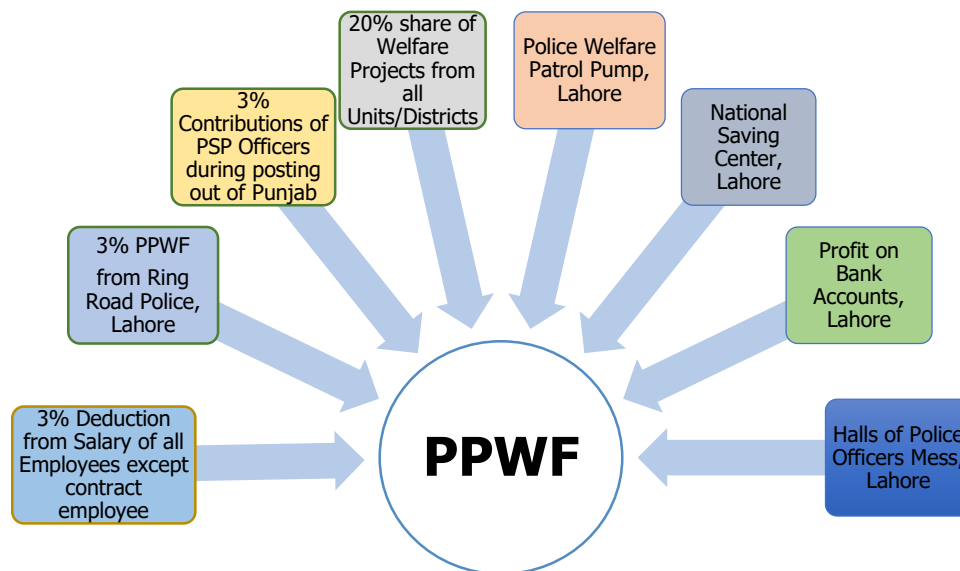 20% share of
Welfare
Projects from
all
Units/Districts
Police Welfare
Patrol Pump,
Lahore
3%
Contributions of
PSP Officers
during posting
out of Punjab
National
Saving
Center,
Lahore
3% PPWF
from Ring
Road Police,
Lahore
Profit on
Bank
Accounts,
Lahore
3% Deduction
from Salary of all
Employees except
contract
employee
PPWF
Halls of Police
Officers Mess,
Lahore